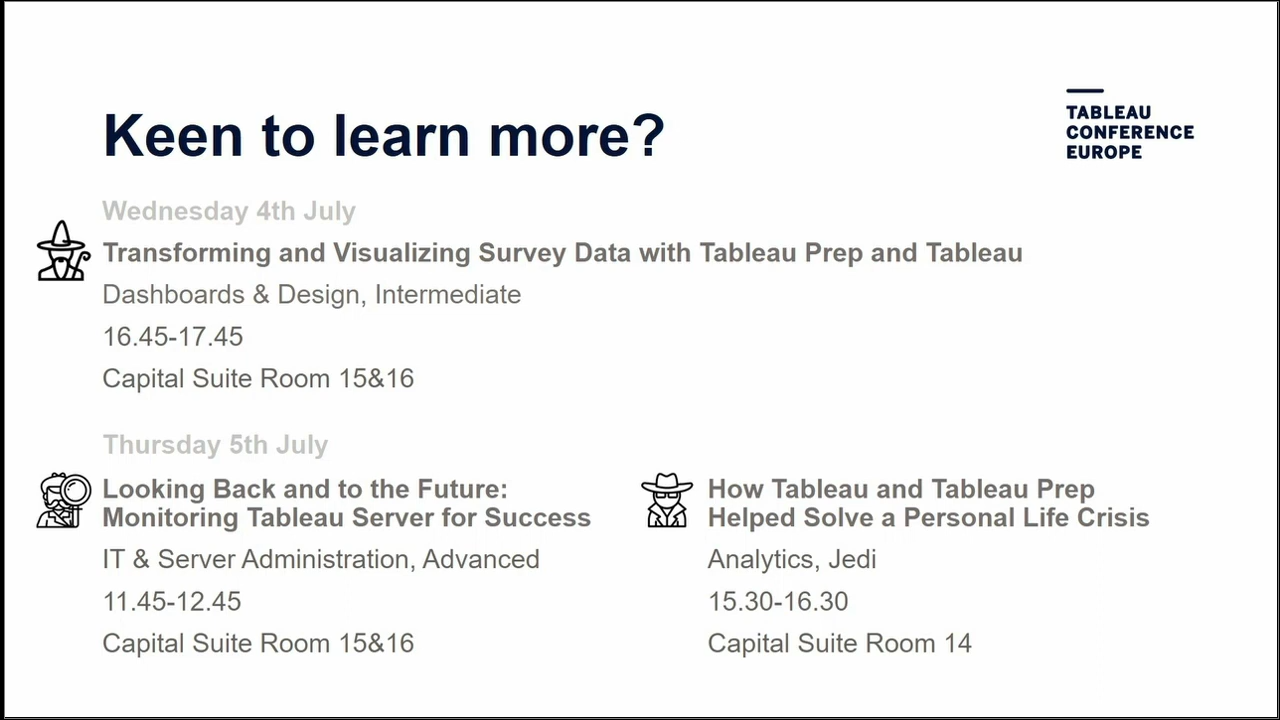 Keen to learn more?
TABLEAU
CONFERENCE
EUROPE
Wednesday 4th July
Transforming and Visualizing Survey Data with Tableau Prep and Tableau
Dashboards & Design, Intermediate
16.45-17.45
Capital Suite Room 15&16
Thursday 5th July
Looking Back and to the Future:
Monitoring Tableau Server for Success
IT & Server Administration, Advanced
11.45-12.45
Capital Suite Room 15&16
How Tableau and Tableau Prep
Helped Solve a Personal Life Crisis
Analytics, Jedi
15.30-16.30
Capital Suite Room 14